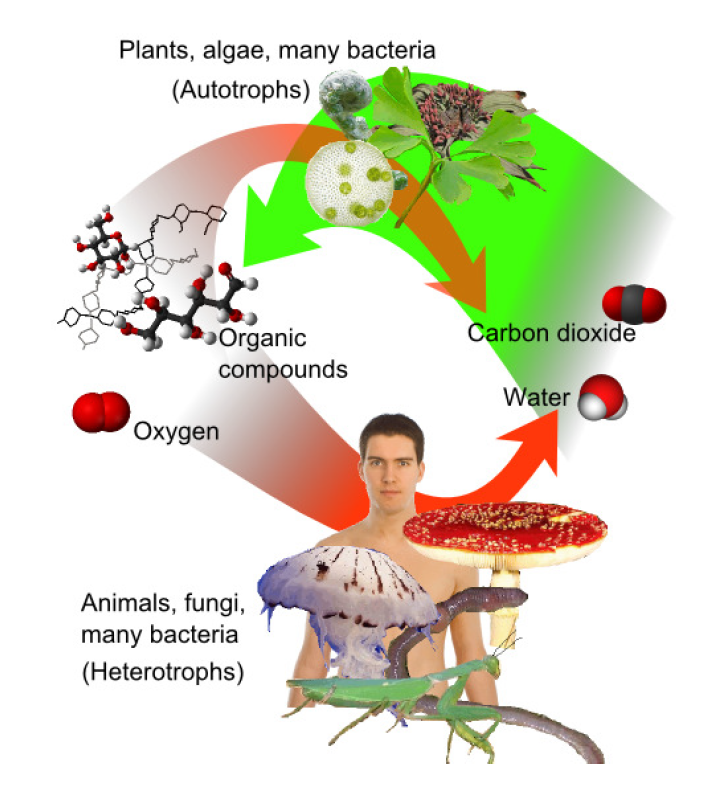 Plants, algae, many bacteria
(Autotrophs)
Organic
compounds
Carbon dioxide
Water
Oxygen
Animals, fungi,
many bacteria
(Heterotrophs)